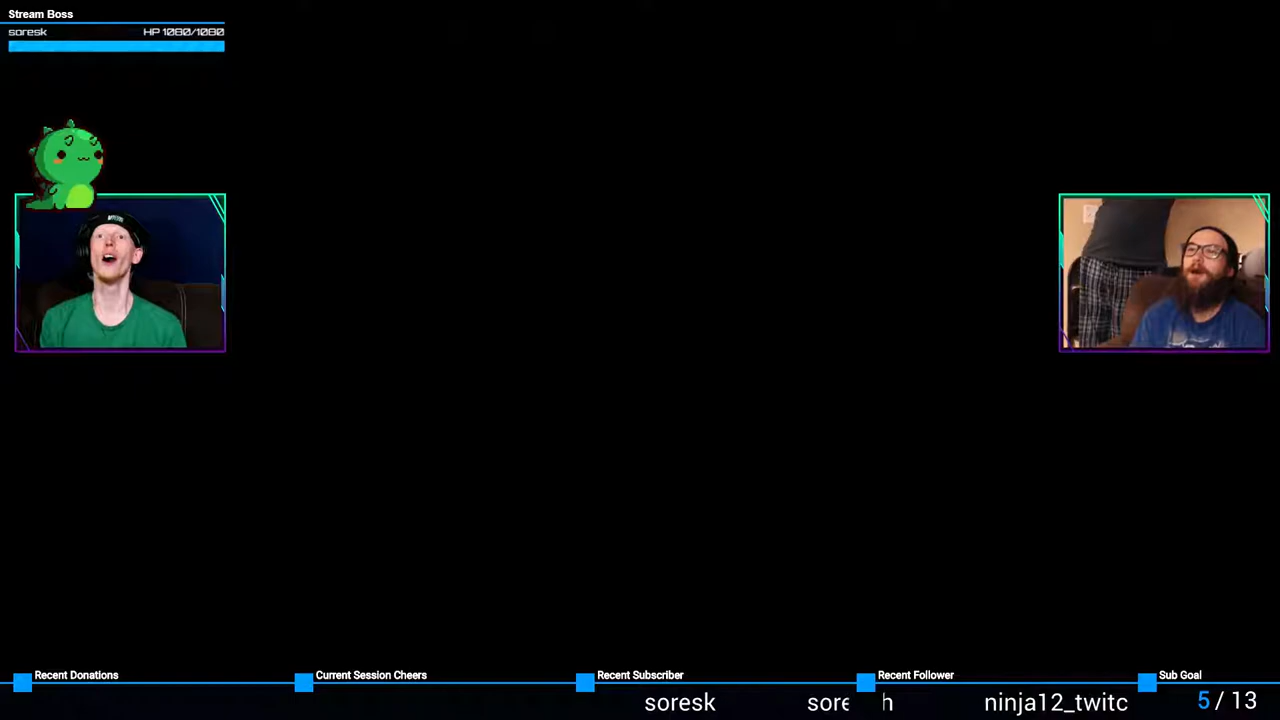 Stream Boss
soresk HP 1080/1080
Recent Donations
Current Session Cheers
Recent Subscriber
soresk
Recent Follower
h ninja12_twitc
Sub Goal
5 / 13